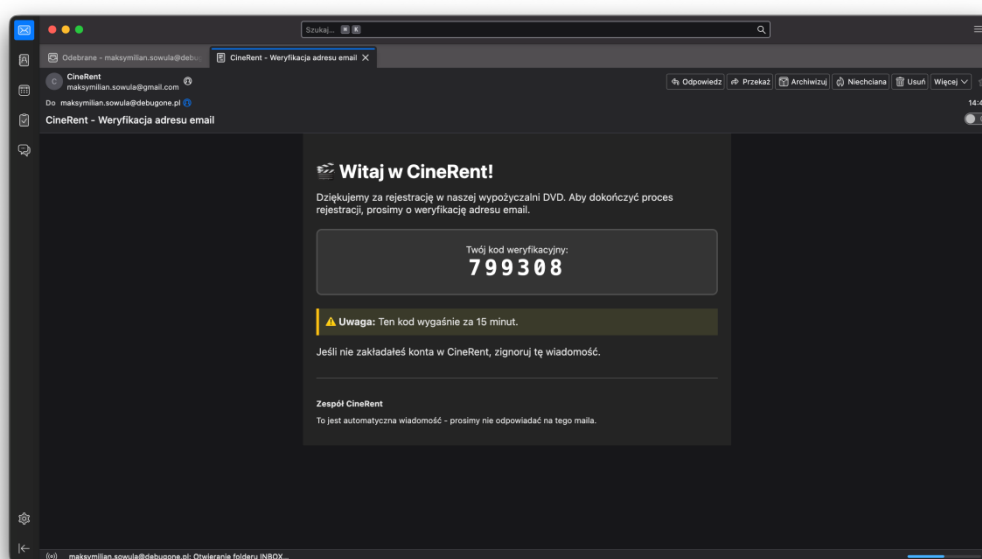 Szukaj... ⌘ K
Odebrane - maksymilian.sowula@debu
CineRent - Weryfikacja adresu email
C
CineRent
maksymilian.sowula@gmail.com
Odpowiedz Przekaż Archiwizuj Niechciana Usuń Więcej
Do maksymilian.sowula@debugone.pl
14:4
CineRent - Weryfikacja adresu email
Witaj w CineRent!
Dziękujemy za rejestrację w naszej wypożyczalni DVD. Aby dokończyć proces
rejestracji, prosimy o weryfikację adresu email.
Twój kod weryfikacyjny:
799308
Uwaga: Ten kod wygaśnie za 15 minut.
Jeśli nie zakładałeś konta w CineRent, zignoruj tę wiadomość.
Zespół CineRent
To jest automatyczna wiadomość - prosimy nie odpowiadać na tego maila.
maksymilian.sowula@debugone.pl: Otwieranie folderu INBOX...